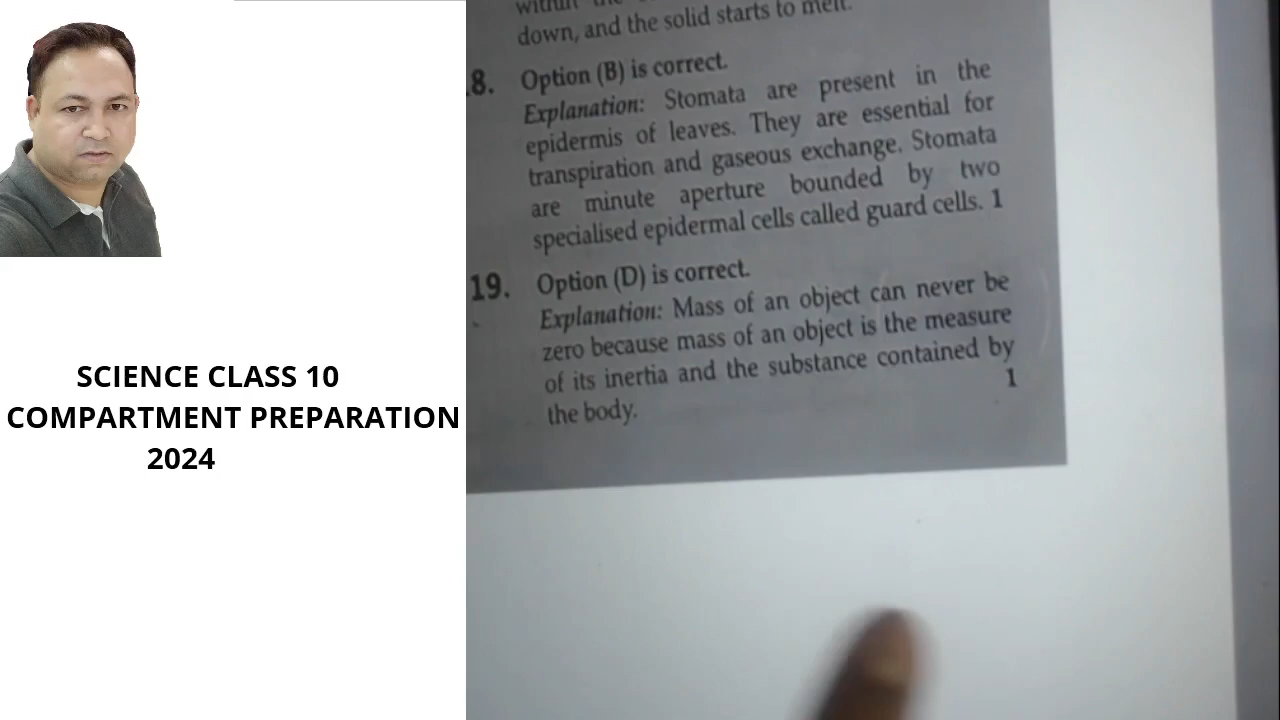 SCIENCE CLASS 10
COMPARTMENT PREPARATION
2024
within the
down, and the solid starts to melt.
8. Option (B) is correct.
Explanation: Stomata are present in the
epidermis of leaves. They are essential for
transpiration and gaseous exchange. Stomata
are minute aperture bounded by two
specialised epidermal cells called guard cells. 1
19. Option (D) is correct.
Explanation: Mass of an object can never be
zero because mass of an object is the measure
of its inertia and the substance contained by
the body. 1